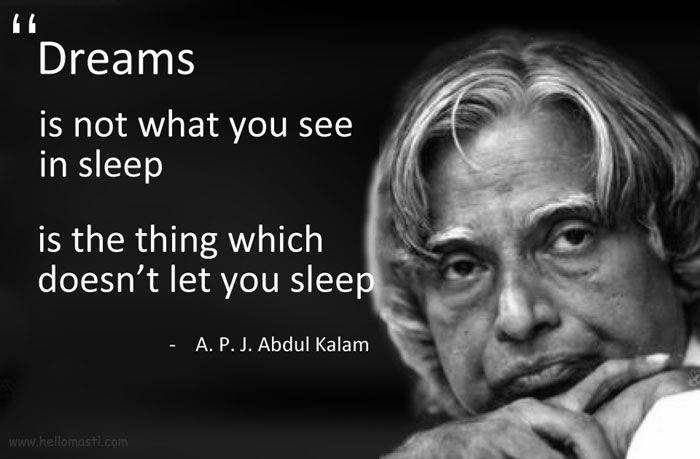 “Dreams
is not what you see
in sleep
is the thing which
doesn't let you sleep
- A. P. J. Abdul Kalam
www.hellomasti.com